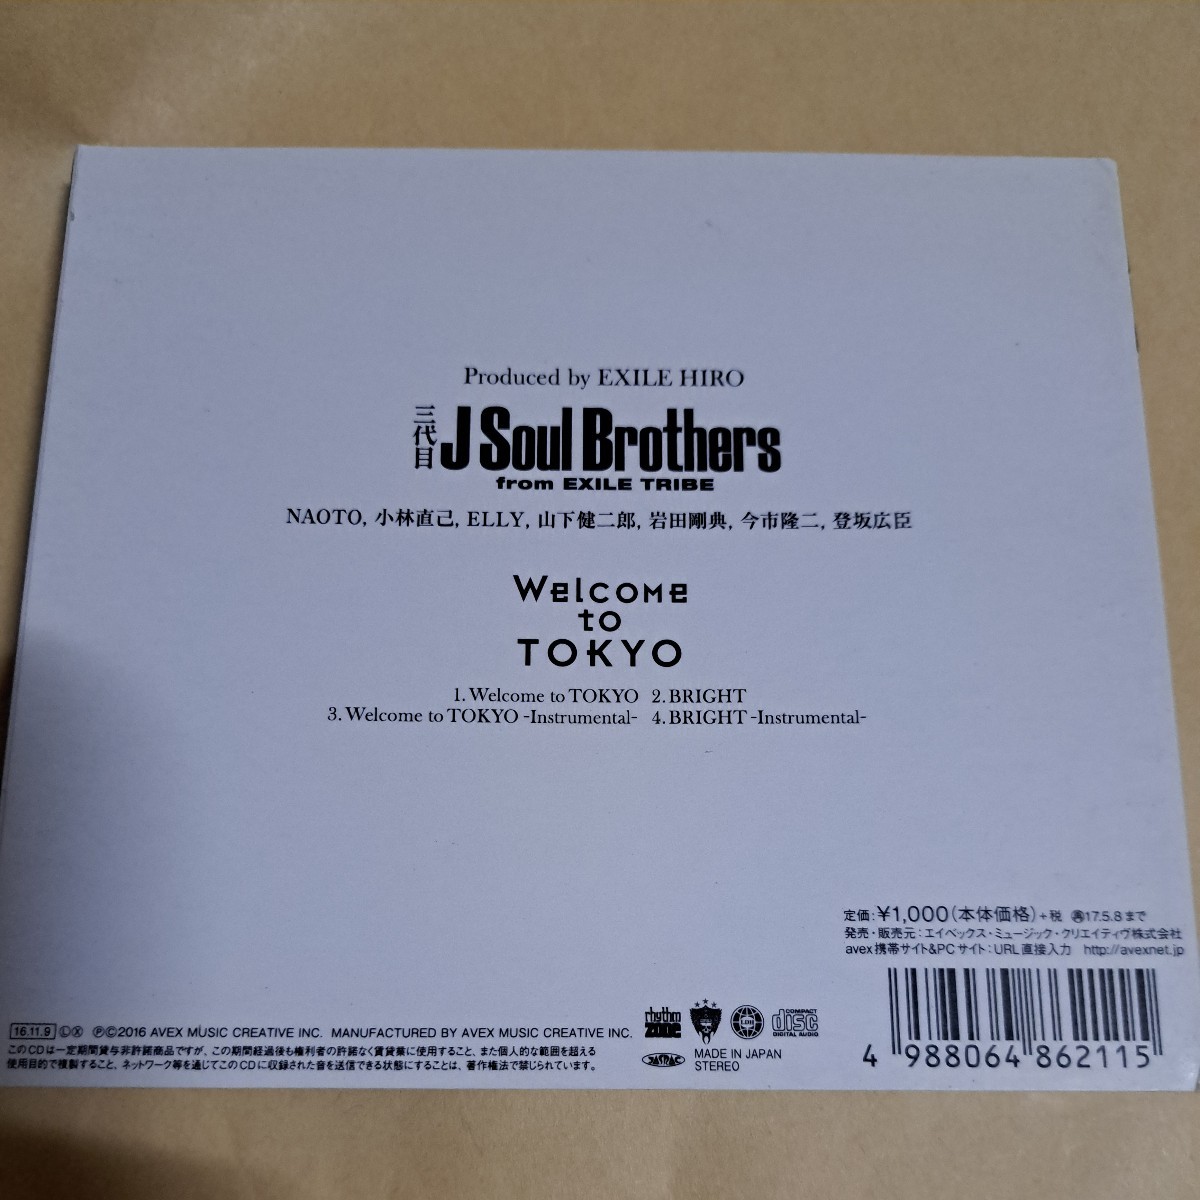 Produced by EXILE HIRO
三代目 J Soul Brothers
from EXILE TRIBE
NAOTO, 小林直己, ELLY, 山下健二郎, 岩田剛典, 今市隆二, 登坂広臣
Welcome
to
TOKYO
1. Welcome to TOKYO 2. BRIGHT
3. Welcome to TOKYO -Instrumental- 4. BRIGHT -Instrumental-
定価:¥1,000(本体価格)+税 再17.5.8まで
発売・販売元:エイベックス・ミュージック・クリエイティヴ株式会社
avex携帯サイト&PCサイト:URL直接入力 http://avexnet.jp
16.11.9 Ⓛ Ⓧ ℗©2016 AVEX MUSIC CREATIVE INC. MANUFACTURED BY AVEX MUSIC CREATIVE INC.
このCDは一定期間貸与非許諾商品ですが、この期間経過後も権利者の許諾なく賃貸業に使用すること、また個人的な範囲を超える
使用目的で複製すること、ネットワーク等を通じてこのCDに収録された音を送信できる状態にすることは、著作権法で禁じられています。
rhythm
zone
LDH
COMPACT
disc
DIGITAL AUDIO
JASRAC
MADE IN JAPAN
STEREO
4 988064 862115